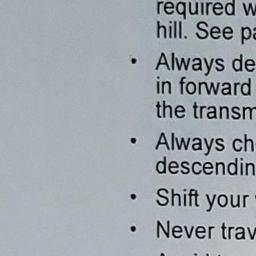 required w
hill. See pa
• Always de
in forward
the transm
• Always ch
descendin
• Shift your
• Never trav